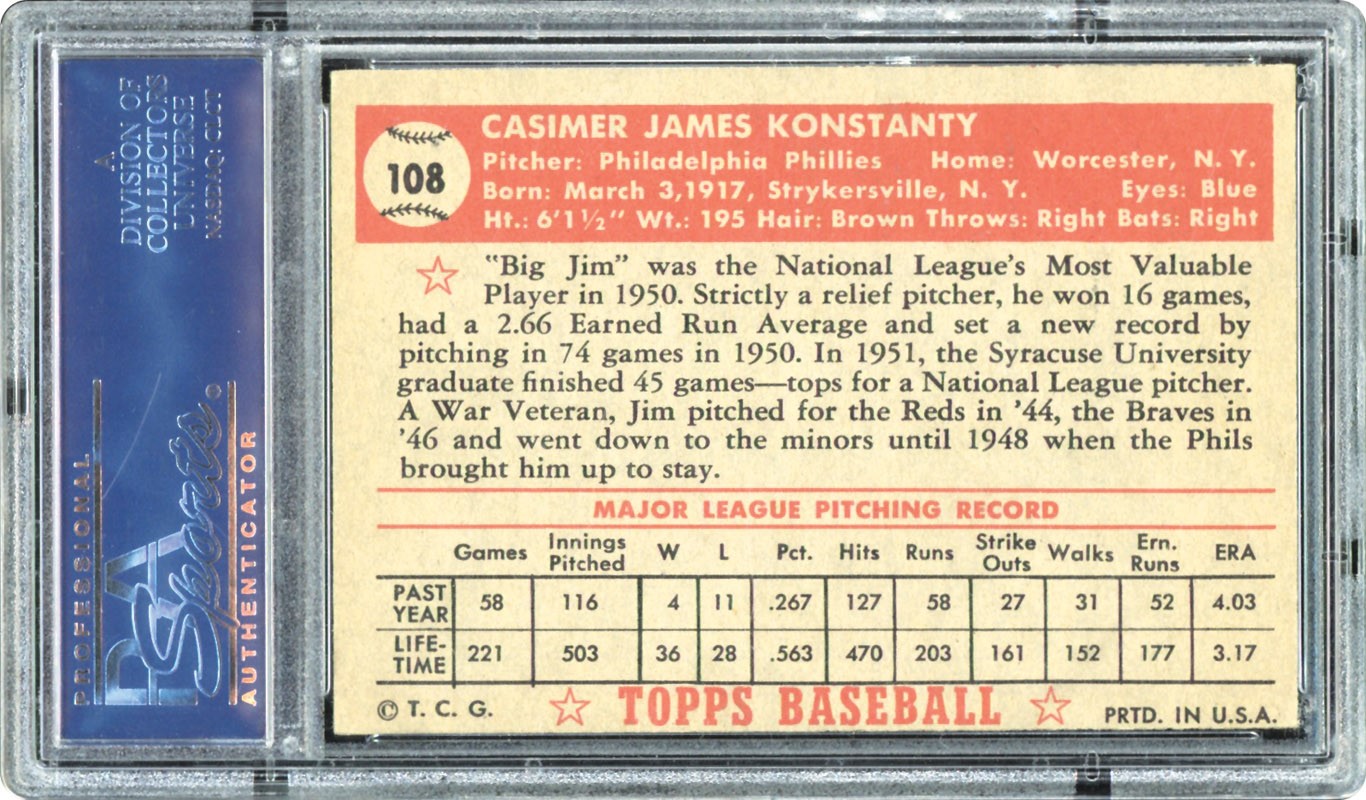 A
DIVISION OF
COLLECTORS
UNIVERSE
NASDAQ: CLCT
PROFESSIONAL
PSA
Sports
AUTHENTICATOR
108
CASIMER JAMES KONSTANTY
Pitcher: Philadelphia Phillies Home: Worcester, N. Y.
Born: March 3,1917, Strykersville, N. Y. Eyes: Blue
Ht.: 6'1½" Wt.: 195 Hair: Brown Throws: Right Bats: Right
"Big Jim" was the National League's Most Valuable
Player in 1950. Strictly a relief pitcher, he won 16 games,
had a 2.66 Earned Run Average and set a new record by
pitching in 74 games in 1950. In 1951, the Syracuse University
graduate finished 45 games—tops for a National League pitcher.
A War Veteran, Jim pitched for the Reds in '44, the Braves in
'46 and went down to the minors until 1948 when the Phils
brought him up to stay.
MAJOR LEAGUE PITCHING RECORD
Games Innings Pitched W L Pct. Hits Runs Strike Outs Walks Ern. Runs ERA
PAST YEAR 58 116 4 11 .267 127 58 27 31 52 4.03
LIFE-TIME 221 503 36 28 .563 470 203 161 152 177 3.17
© T. C. G. TOPPS BASEBALL PRTD. IN U.S.A.